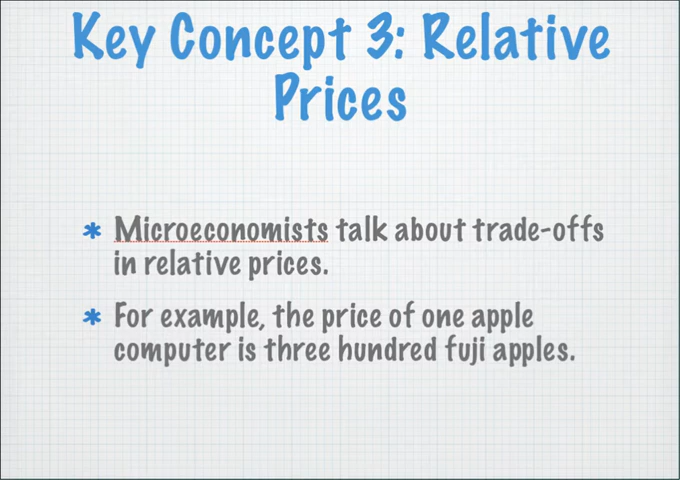 Key Concept 3: Relative
Prices
* Microeconomists talk about trade-offs
in relative prices.
* For example, the price of one apple
computer is three hundred fuji apples.